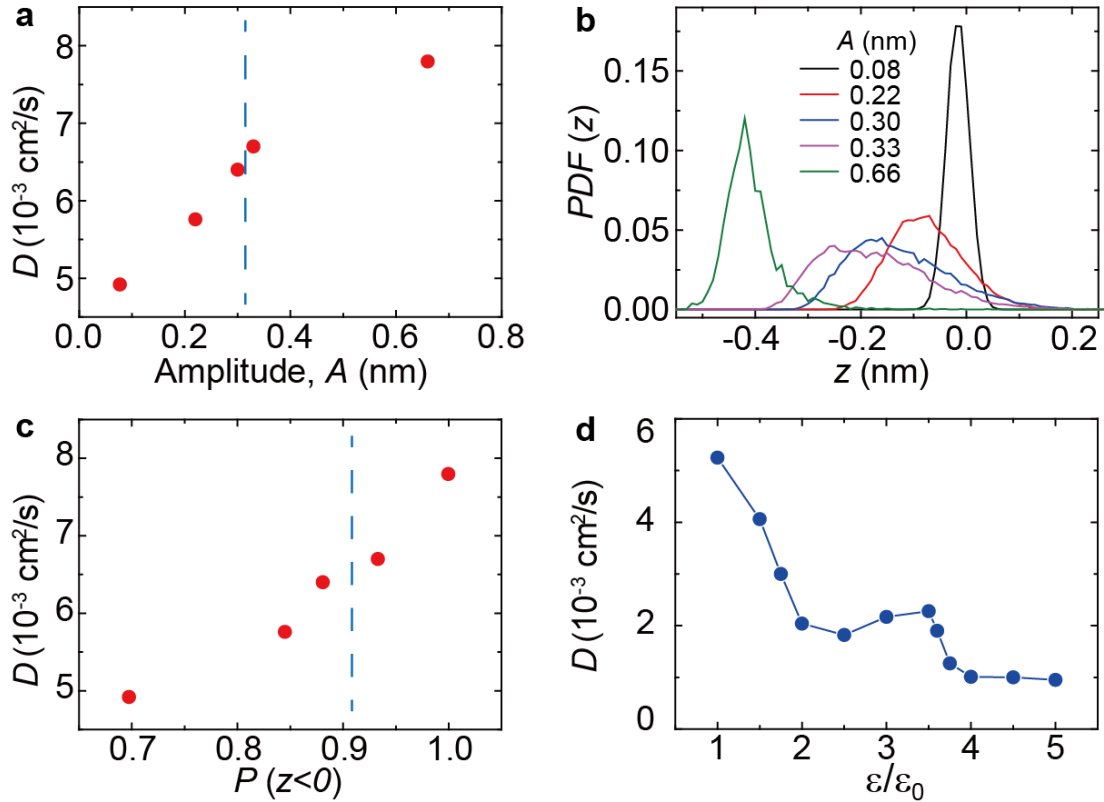 a
D (10⁻³ cm²/s)
8
7
6
5
0.0 0.2 0.4 0.6 0.8
Amplitude, A (nm)
b
PDF (z)
0.15
0.10
0.05
0.00
A (nm)
0.08
0.22
0.30
0.33
0.66
-0.4 -0.2 0.0 0.2
z (nm)
c
D (10⁻³ cm²/s)
8
7
6
5
0.7 0.8 0.9 1.0
P (z<0)
d
D (10⁻³ cm²/s)
6
4
2
0
1 2 3 4 5
ε/ε₀